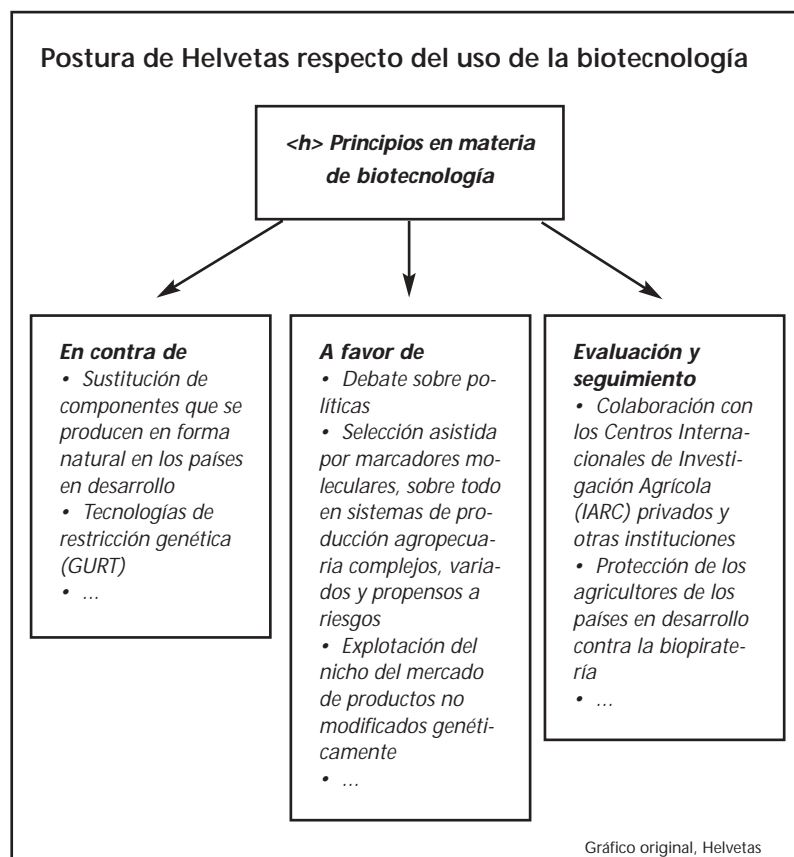 Postura de Helvetas respecto del uso de la biotecnología
<h> Principios en materia
de biotecnología
En contra de
• Sustitución de
componentes que se
producen en forma
natural en los países
en desarrollo
• Tecnologías de
restricción genética
(GURT)
• ...
A favor de
• Debate sobre po-
líticas
• Selección asistida
por marcadores mo-
leculares, sobre todo
en sistemas de pro-
ducción agropecua-
ria complejos, varia-
dos y propensos a
riesgos
• Explotación del
nicho del mercado
de productos no
modificados genéti-
camente
• ...
Evaluación y
seguimiento
• Colaboración con
los Centros Interna-
cionales de Investi-
gación Agrícola
(IARC) privados y
otras instituciones
• Protección de los
agricultores de los
países en desarrollo
contra la biopirate-
ría
• ...
Gráfico original, Helvetas